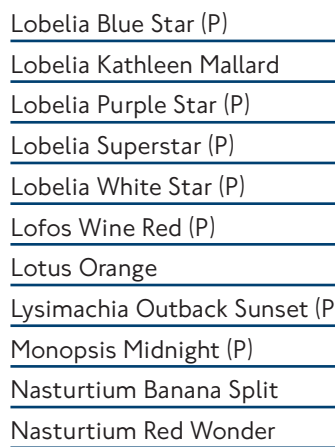 Lobelia Blue Star (P)
Lobelia Kathleen Mallard
Lobelia Purple Star (P)
Lobelia Superstar (P)
Lobelia White Star (P)
Lofos Wine Red (P)
Lotus Orange
Lysimachia Outback Sunset (P
Monopsis Midnight (P)
Nasturtium Banana Split
Nasturtium Red Wonder